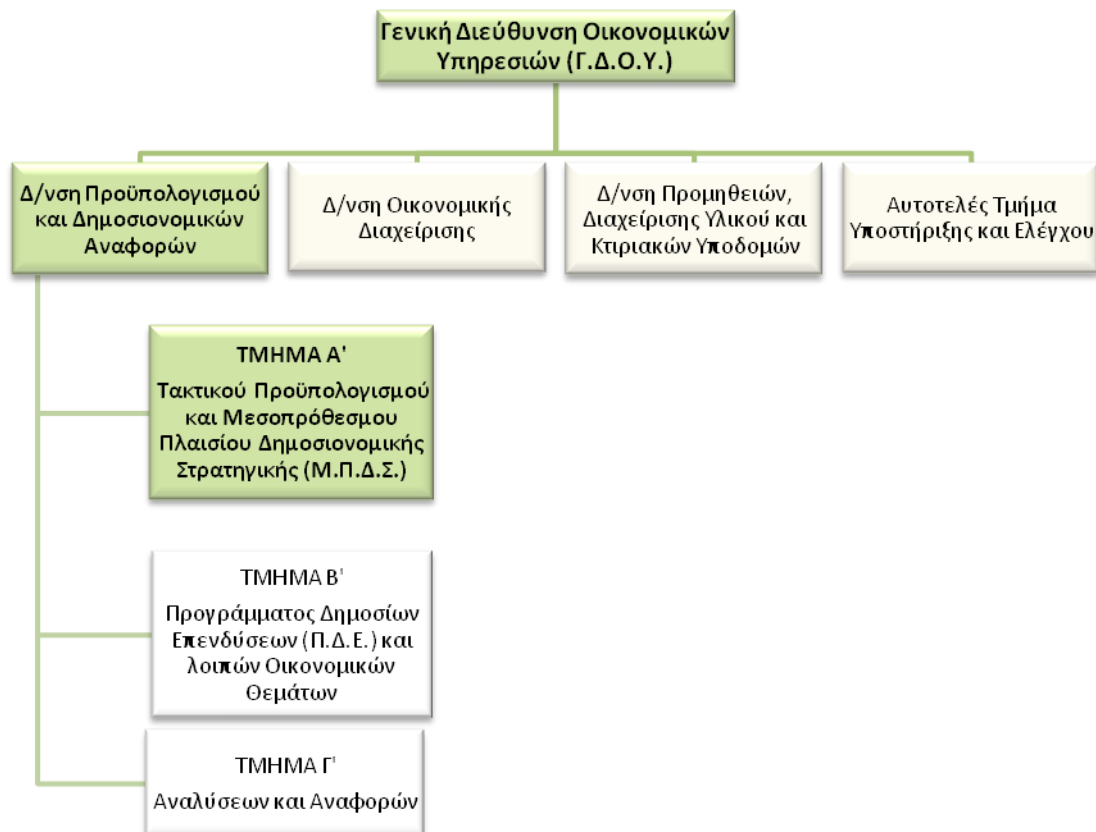 Γενική Διεύθυνση Οικονομικών
Υπηρεσιών (Γ.Δ.Ο.Υ.)
Δ/νση Προϋπολογισμού
και Δημοσιονομικών
Αναφορών
Δ/νση Οικονομικής
Διαχείρισης
Δ/νση Προμηθειών,
Διαχείρισης Υλικού και
Κτιριακών Υποδομών
Αυτοτελές Τμήμα
Υποστήριξης και Ελέγχου
ΤΜΗΜΑ Α'
Τακτικού Προϋπολογισμού
και Μεσοπρόθεσμου
Πλαισίου Δημοσιονομικής
Στρατηγικής (Μ.Π.Δ.Σ.)
ΤΜΗΜΑ Β'
Προγράμματος Δημοσίων
Επενδύσεων (Π.Δ.Ε.) και
λοιπών Οικονομικών
Θεμάτων
ΤΜΗΜΑ Γ'
Αναλύσεων και Αναφορών